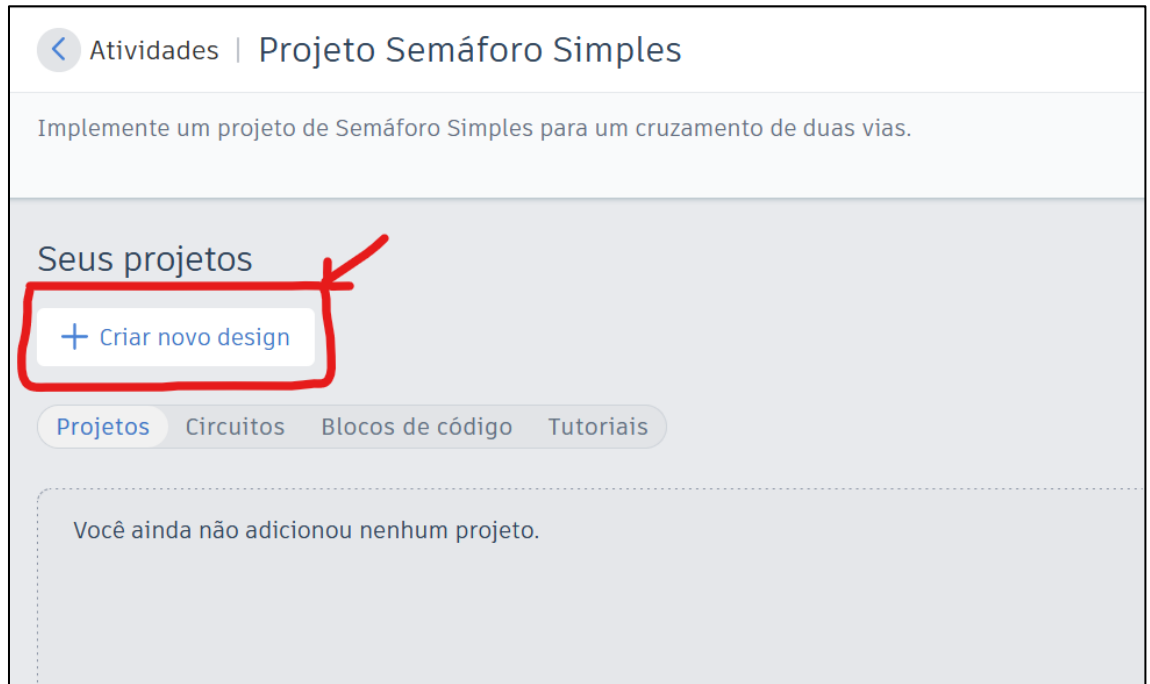 Atividades | Projeto Semáforo Simples
Implemente um projeto de Semáforo Simples para um cruzamento de duas vias.
Seus projetos
+ Criar novo design
Projetos Circuitos Blocos de código Tutoriais
Você ainda não adicionou nenhum projeto.